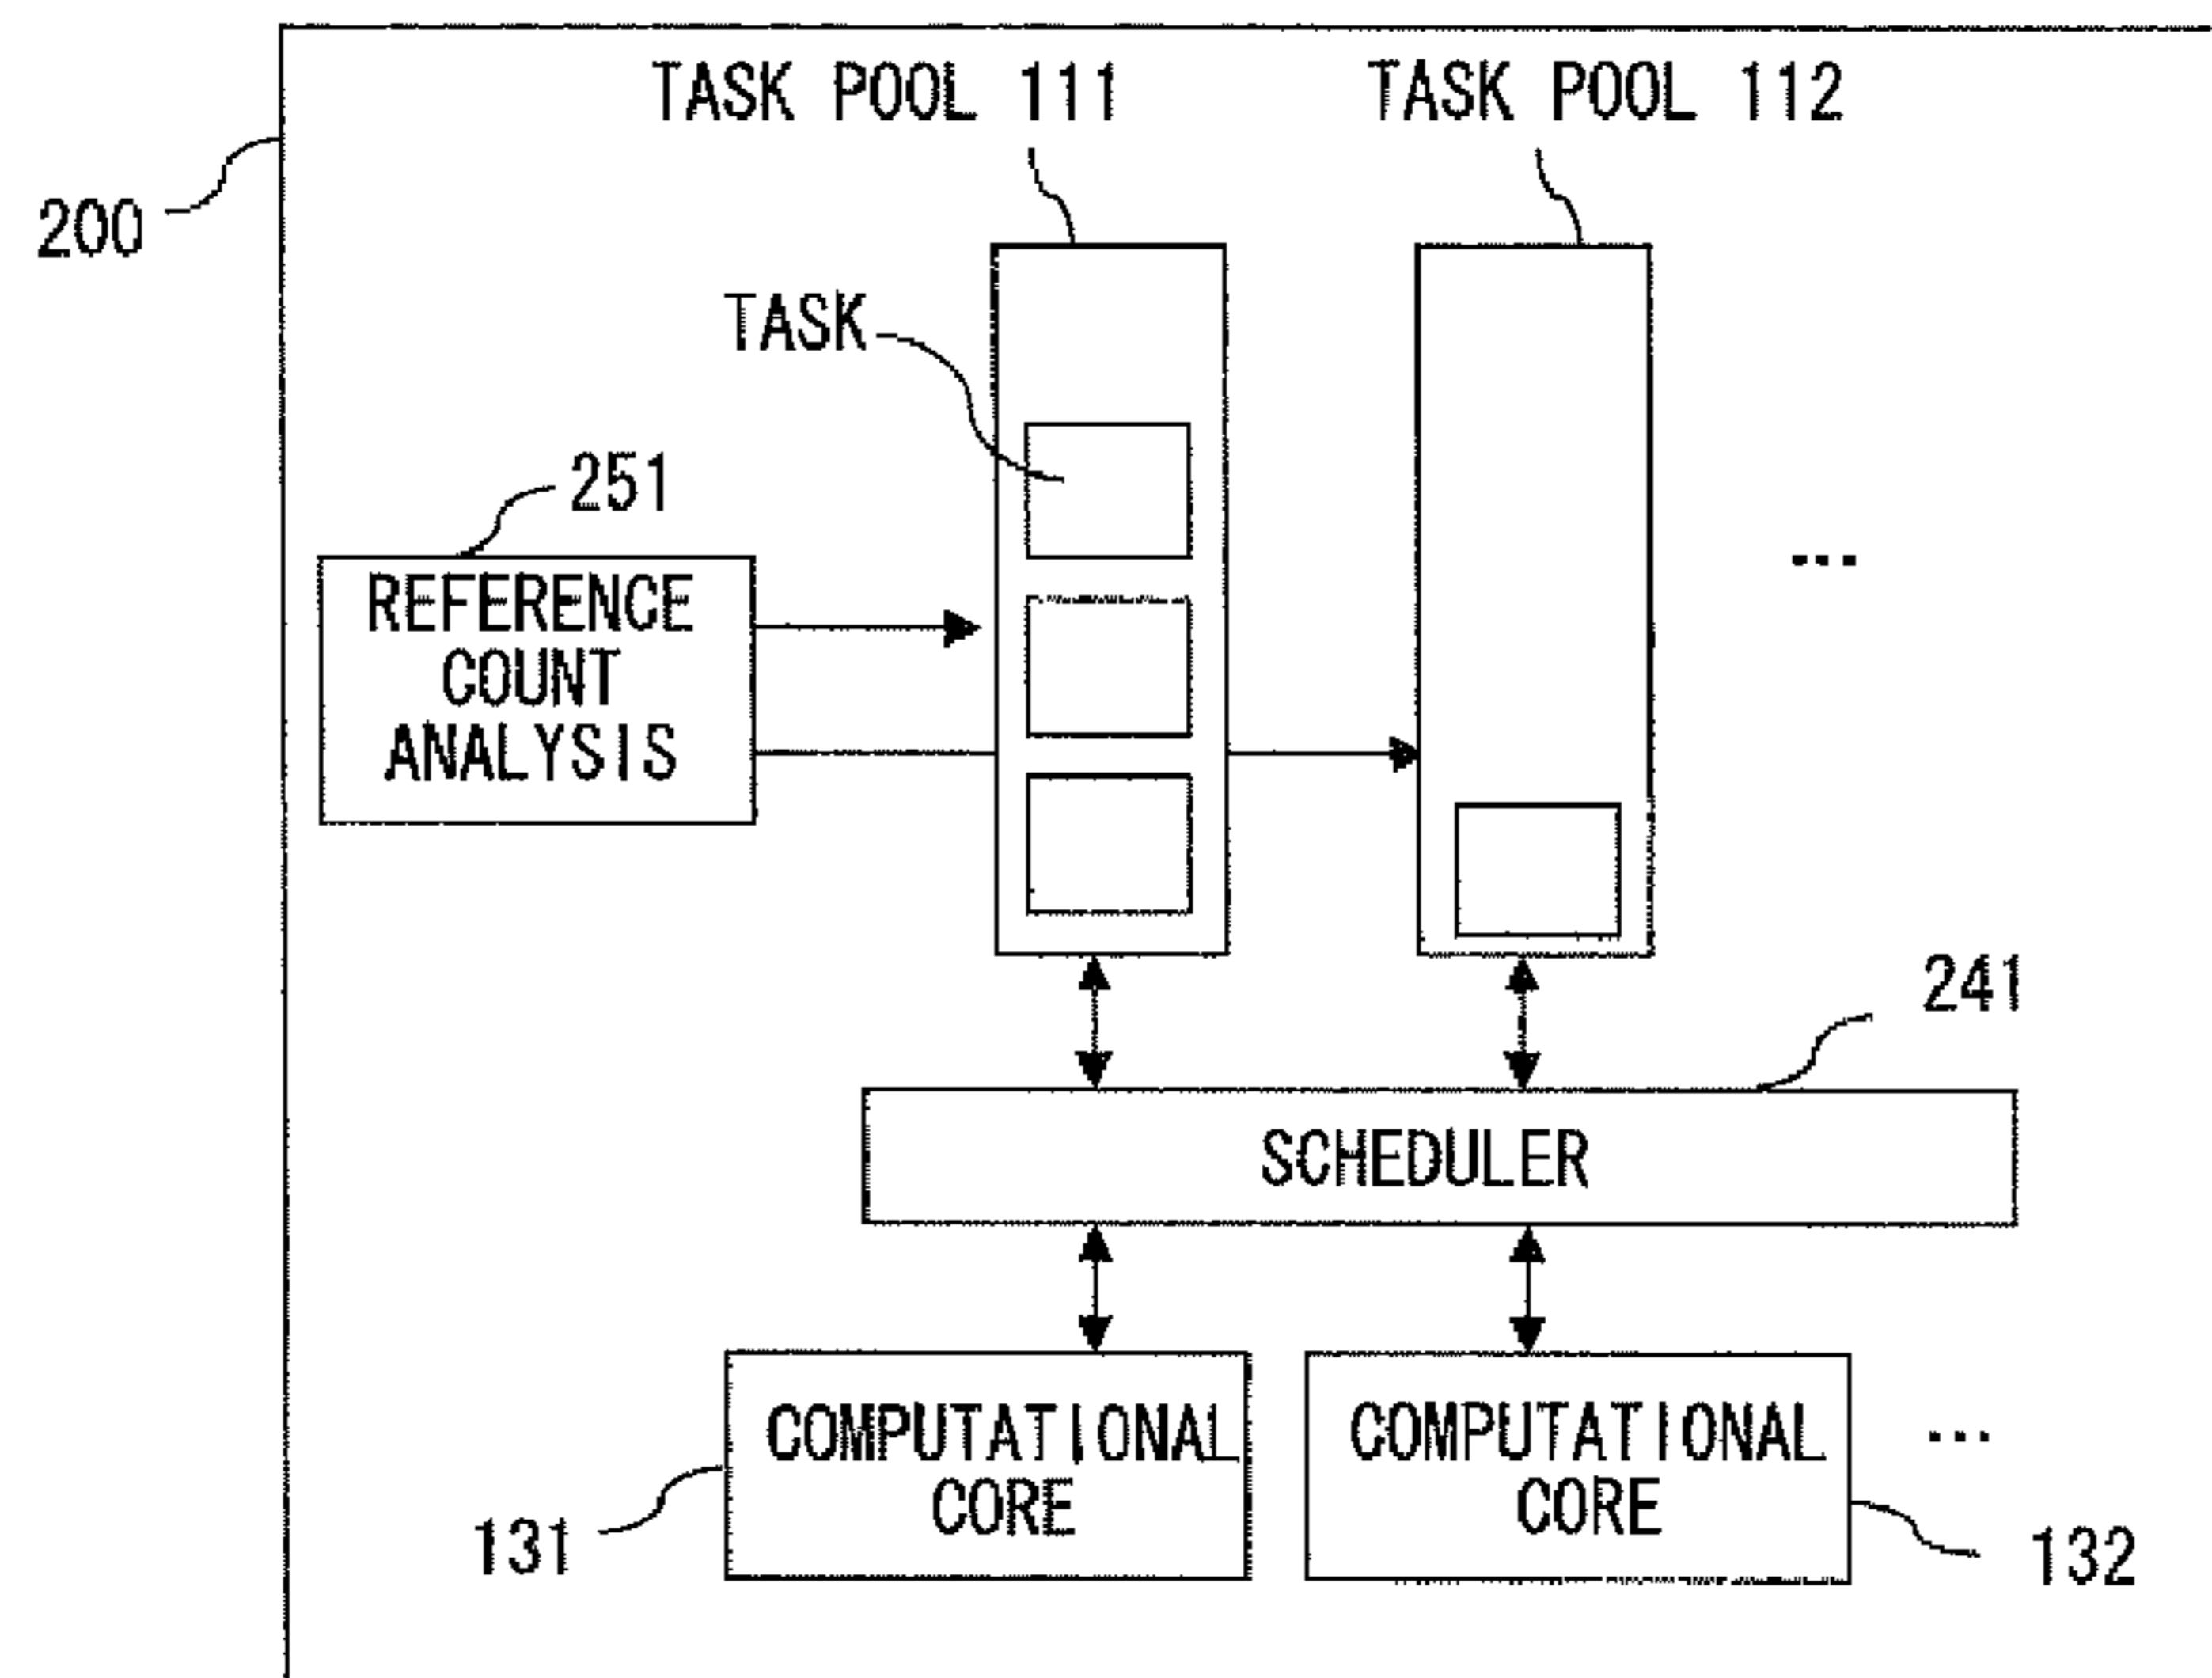 TASK POOL 111
TASK POOL 112
200
TASK
251
REFERENCE
COUNT
ANALYSIS
...
241
SCHEDULER
COMPUTATIONAL
CORE
COMPUTATIONAL
CORE
...
131
132